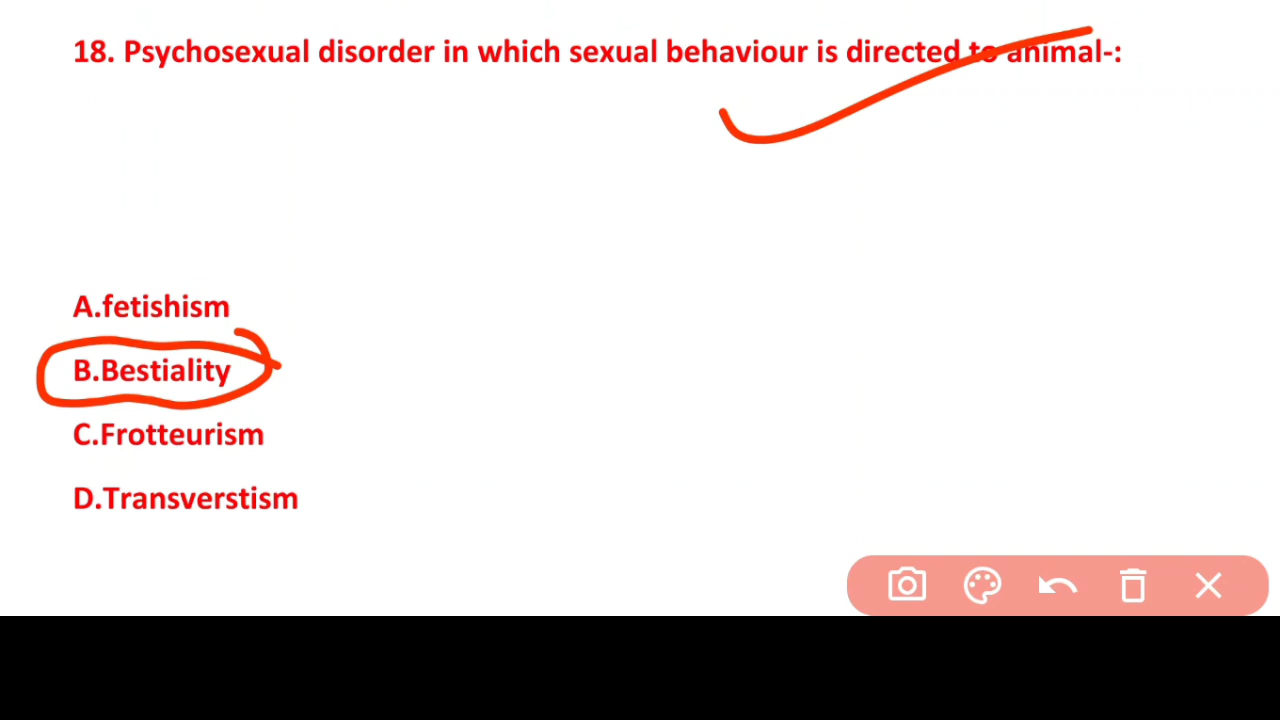 18. Psychosexual disorder in which sexual behaviour is directed to animal-:
A.fetishism
B.Bestiality
C.Frotteurism
D.Transverstism